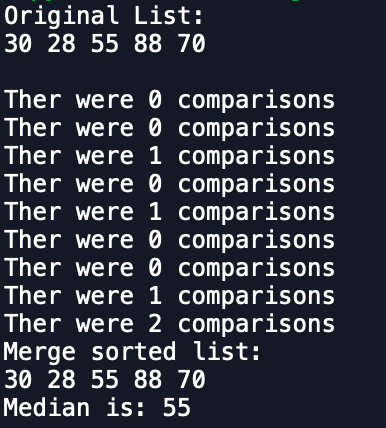 Original List:
30 28 55 88 70
Ther were 0 comparisons
Ther were 0 comparisons
Ther were 1 comparisons
Ther were 0 comparisons
Ther were 1 comparisons
Ther were 0 comparisons
Ther were 0 comparisons
Ther were 1 comparisons
Ther were 2 comparisons
Merge sorted list:
30 28 55 88 70
Median is: 55